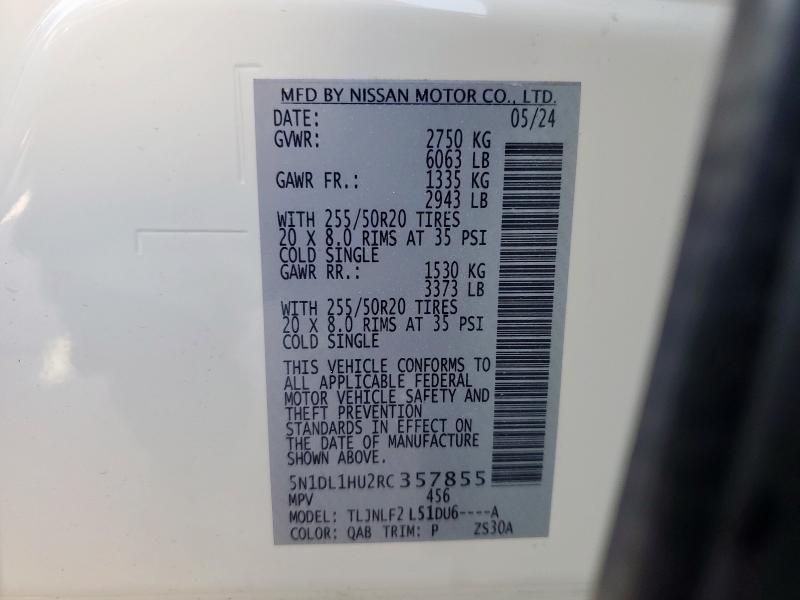 MFD BY NISSAN MOTOR CO., LTD.
DATE: 05/24
GVWR: 2750 KG
6063 LB
GAWR FR.: 1335 KG
2943 LB
WITH 255/50R20 TIRES
20 X 8.0 RIMS AT 35 PSI
COLD SINGLE
GAWR RR.: 1530 KG
3373 LB
WITH 255/50R20 TIRES
20 X 8.0 RIMS AT 35 PSI
COLD SINGLE
THIS VEHICLE CONFORMS TO
ALL APPLICABLE FEDERAL
MOTOR VEHICLE SAFETY AND
THEFT PREVENTION
STANDARDS IN EFFECT ON
THE DATE OF MANUFACTURE
SHOWN ABOVE.
5N1DL1HU2RC357855
MPV 456
MODEL: TLJNLF2 L51DU6----A
COLOR: QAB TRIM: P ZS30A